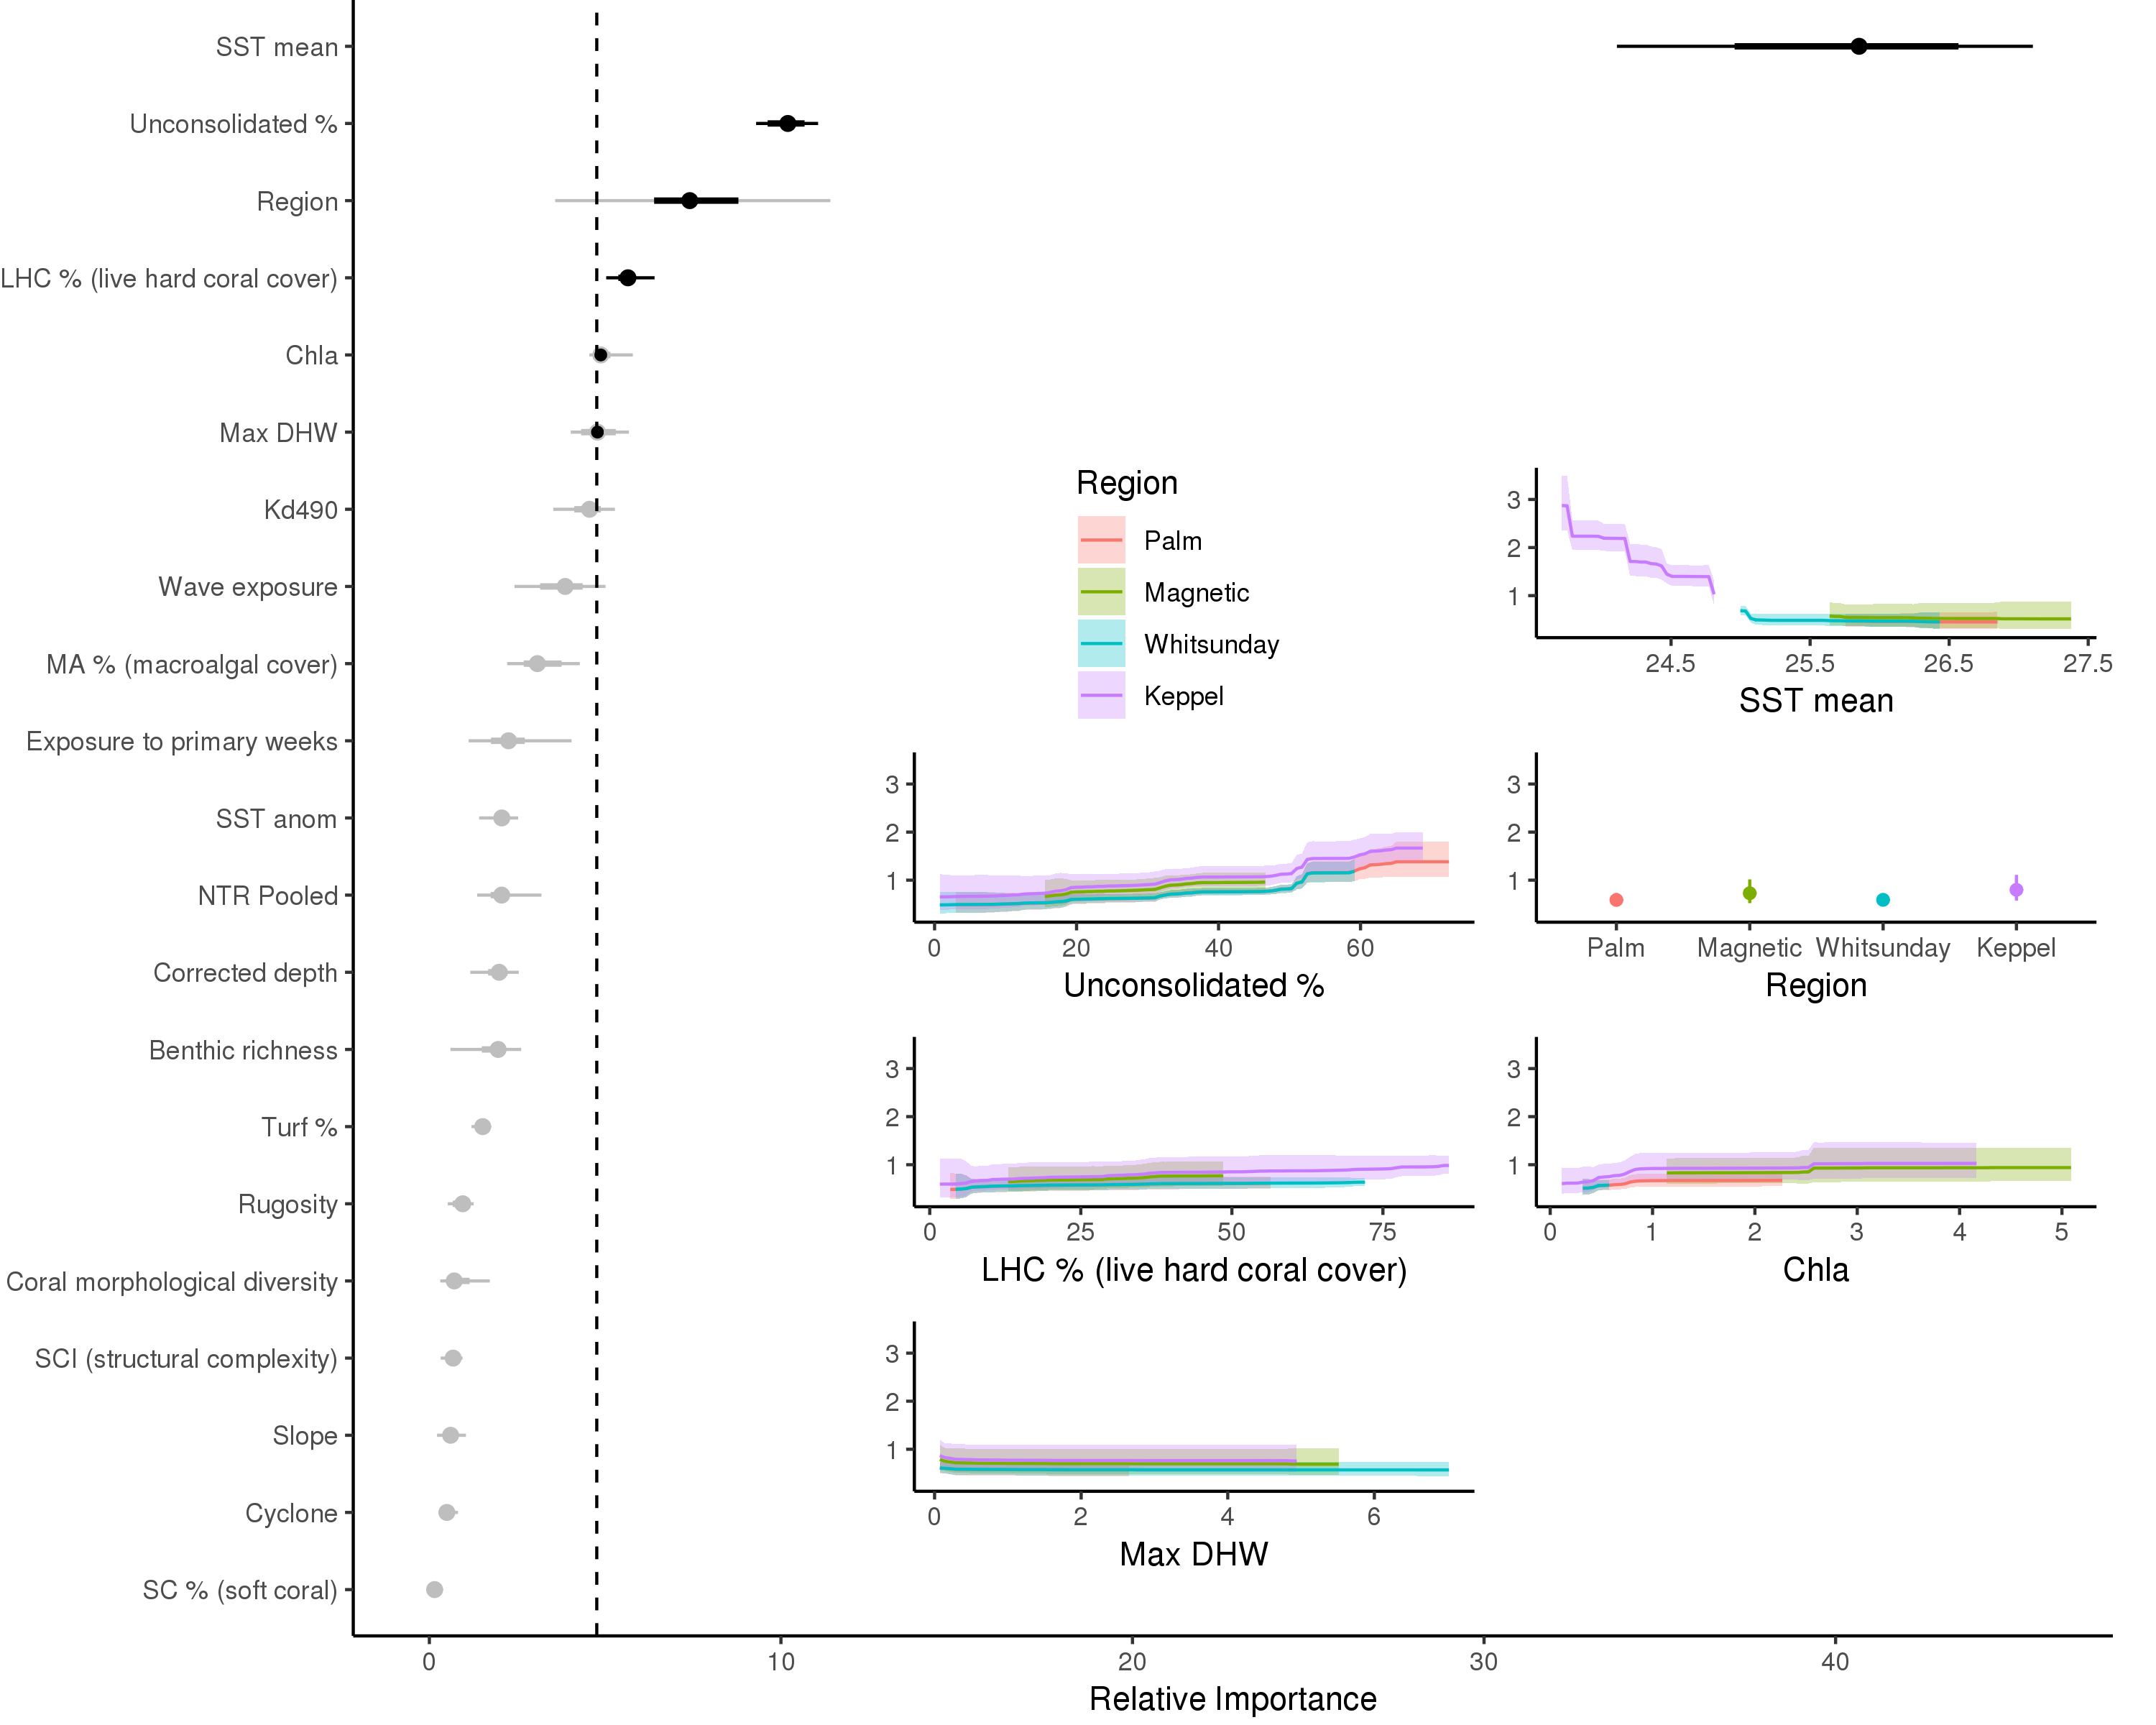 SST mean
Unconsolidated %
Region
LHC % (live hard coral cover)
Chla
Max DHW
Kd490
Wave exposure
MA % (macroalgal cover)
Exposure to primary weeks
SST anom
NTR Pooled
Corrected depth
Benthic richness
Turf %
Rugosity
Coral morphological diversity
SCI (structural complexity)
Slope
Cyclone
SC % (soft coral)
0 10 20 30 40
Relative Importance
Region
Palm
Magnetic
Whitsunday
Keppel
3
2
1
24.5 25.5 26.5 27.5
SST mean
3
2
1
0 20 40 60
Unconsolidated %
3
2
1
Palm Magnetic Whitsunday Keppel
Region
3
2
1
0 25 50 75
LHC % (live hard coral cover)
3
2
1
0 1 2 3 4 5
Chla
3
2
1
0 2 4 6
Max DHW